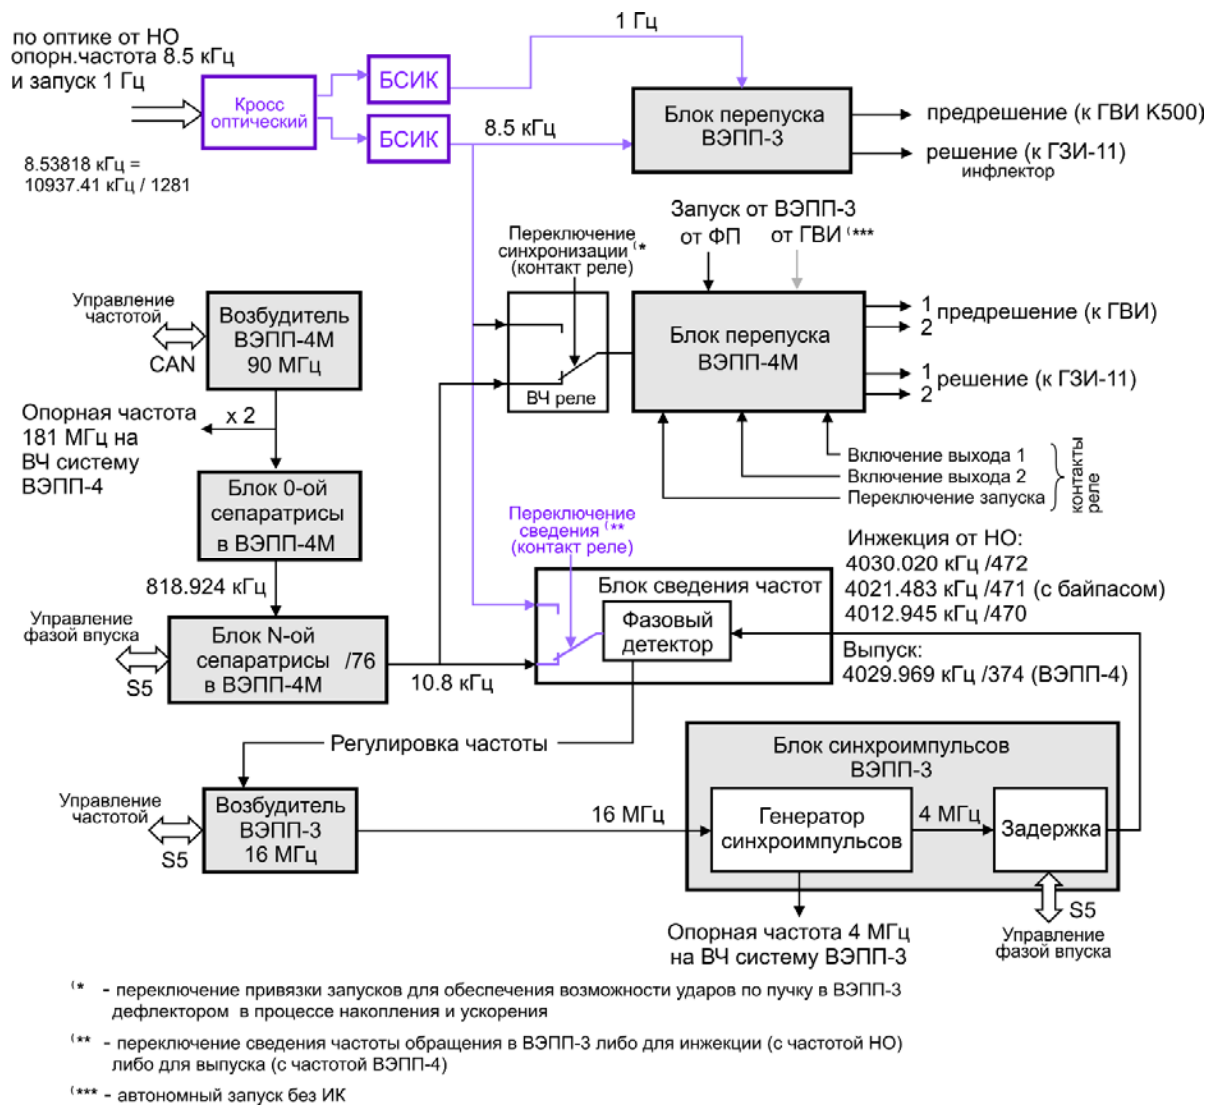 по оптике от НО
опорн.частота 8.5 кГц
и запуск 1 Гц
1 Гц
Кросс
оптический
БСИК
БСИК
8.5 кГц
8.53818 кГц =
10937.41 кГц / 1281
Блок перепуска
ВЭПП-3
предрешение (к ГВИ К500)
решение (к ГЗИ-11)
инфлектор
Запуск от ВЭПП-3
от ФП
от ГВИ (***
Переключение
синхронизации (*
(контакт реле)
ВЧ реле
Блок перепуска
ВЭПП-4М
1
2
предрешение (к ГВИ)
1
2
решение (к ГЗИ-11)
Включение выхода 1
Включение выхода 2
Переключение запуска
контакты
реле
Управление
частотой
CAN
Возбудитель
ВЭПП-4М
90 МГц
х 2
Опорная частота
181 МГц на
ВЧ систему
ВЭПП-4
Блок 0-ой
сепаратрисы
в ВЭПП-4М
818.924 кГц
Управление
фазой впуска
S5
Блок N-ой
сепаратрисы
в ВЭПП-4М
/76
10.8 кГц
Переключение
сведения (**
(контакт реле)
Блок сведения частот
Фазовый
детектор
Инжекция от НО:
4030.020 кГц /472
4021.483 кГц /471 (с байпасом)
4012.945 кГц /470
Выпуск:
4029.969 кГц /374 (ВЭПП-4)
Регулировка частоты
Управление
частотой
S5
Возбудитель
ВЭПП-3
16 МГц
16 МГц
Блок синхроимпульсов
ВЭПП-3
Генератор
синхроимпульсов
4 МГц
Задержка
Опорная частота 4 МГц
на ВЧ систему ВЭПП-3
S5
Управление
фазой впуска
(* - переключение привязки запусков для обеспечения возможности ударов по пучку в ВЭПП-3
дефлектором в процессе накопления и ускорения
(** - переключение сведения частоты обращения в ВЭПП-3 либо для инжекции (с частотой НО)
либо для выпуска (с частотой ВЭПП-4)
(*** - автономный запуск без ИК